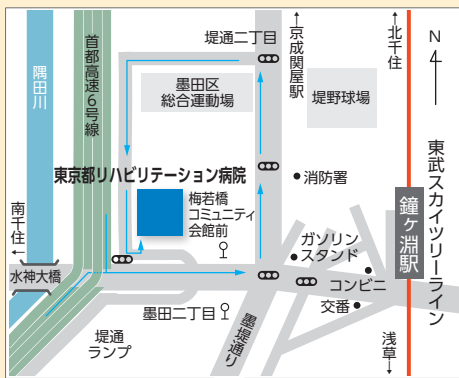 隅田川
首都高速6号線
堤通二丁目
←京成関屋駅
←北千住
N
墨田区
総合運動場
堤野球場
東武スカイツリーライン
東京都リハビリテーション病院
消防署
梅若橋
コミュニティ
会館前
鐘ヶ淵駅
南千住
←
ガソリン
スタンド
水神大橋
コンビニ
墨田二丁目
交番
堤通
ランプ
墨堤通り
浅草→